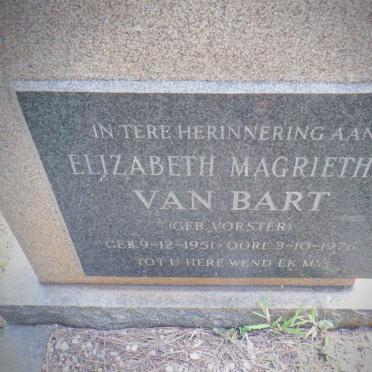 IN TERE HERINNERING AAN
ELIZABETH MAGRIETH
VAN BART
(GEB. VORSTER)
GEB. 9-12-1951 - OORL. 3-10-1976
TOT U HERE WEND EK MY